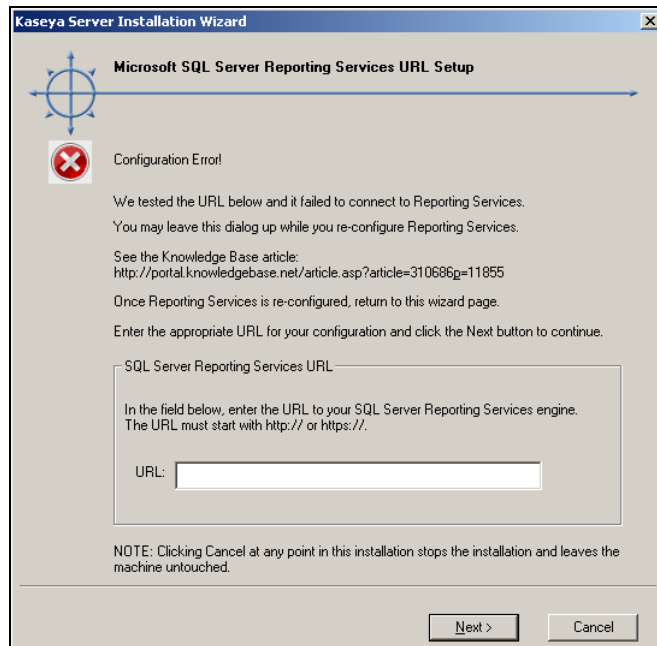 Kaseya Server Installation Wizard
Microsoft SQL Server Reporting Services URL Setup
Configuration Error!
We tested the URL below and it failed to connect to Reporting Services.
You may leave this dialog up while you re-configure Reporting Services.
See the Knowledge Base article:
http://portal.knowledgebase.net/article.asp?article=310686p=11855
Once Reporting Services is re-configured, return to this wizard page.
Enter the appropriate URL for your configuration and click the Next button to continue.
SQL Server Reporting Services URL
In the field below, enter the URL to your SQL Server Reporting Services engine.
The URL must start with http:// or https://.
URL:
NOTE: Clicking Cancel at any point in this installation stops the installation and leaves the
machine untouched.
Next >
Cancel